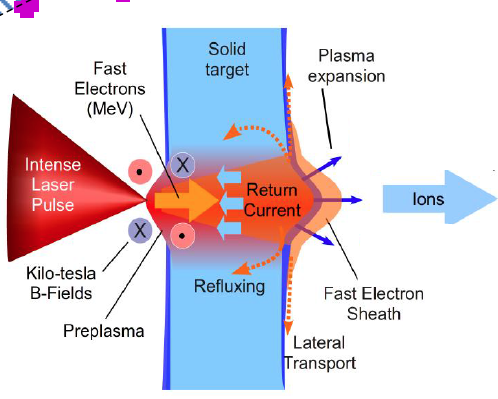 Solid
target
Plasma
expansion
Fast
Electrons
(MeV)
Intense
Laser
Pulse
X
Return
Current
Ions
X
Kilo-tesla
B-Fields
Refluxing
Fast Electron
Sheath
Preplasma
Lateral
Transport